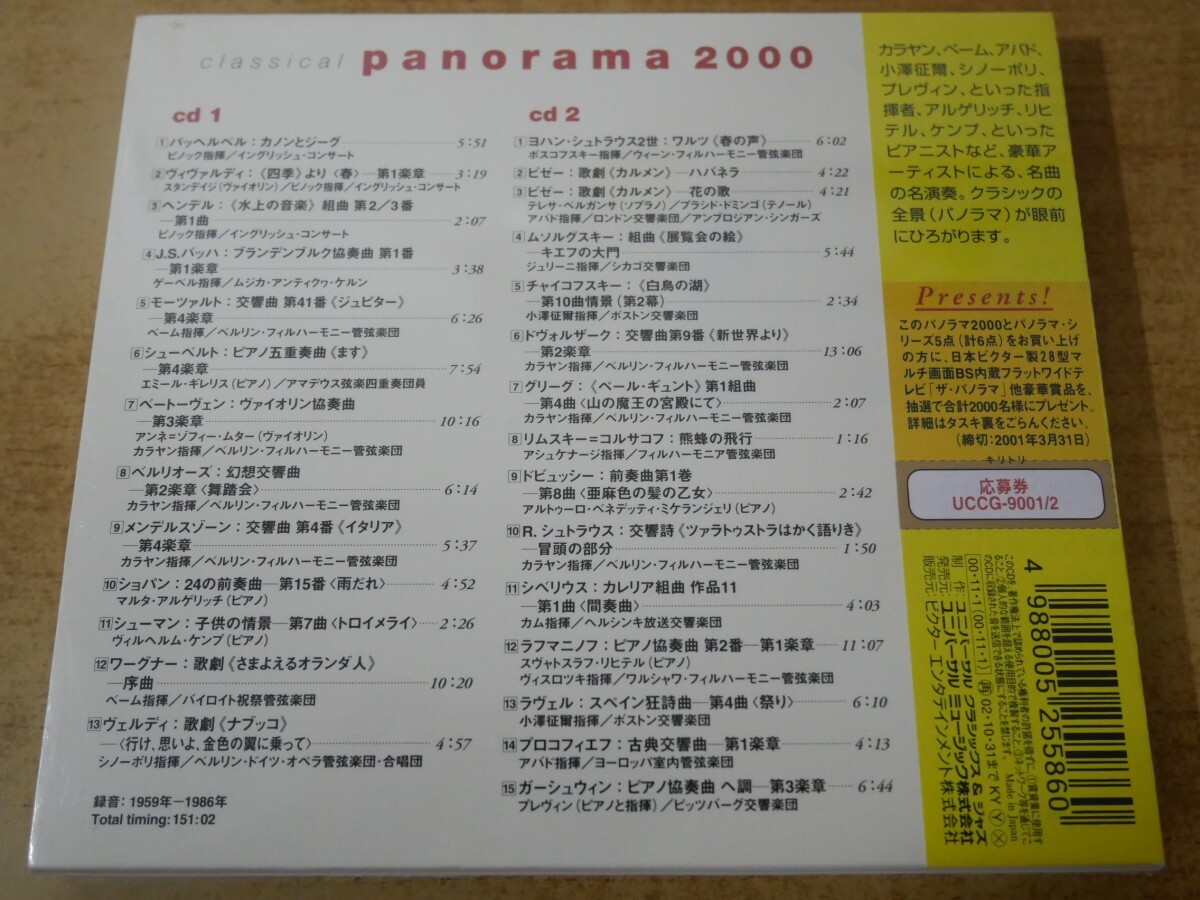 classical panorama 2000
cd 1
1 パッヘルベル：カノンとジーグ 5:51
ピノック指揮／イングリッシュ・コンサート
2 ヴィヴァルディ：《四季》より〈春〉―第1楽章 3:19
スタンデイジ（ヴァイオリン）／ピノック指揮／イングリッシュ・コンサート
3 ヘンデル：《水上の音楽》組曲 第2／3番
―第1曲 2:07
ピノック指揮／イングリッシュ・コンサート
4 J.S.バッハ：ブランデンブルク協奏曲 第1番
―第1楽章 3:38
ゲーベル指揮／ムジカ・アンティクヮ・ケルン
5 モーツァルト：交響曲 第41番《ジュピター》
―第4楽章 6:26
ベーム指揮／ベルリン・フィルハーモニー管弦楽団
6 シューベルト：ピアノ五重奏曲《ます》
―第4楽章 7:54
エミール・ギレリス（ピアノ）／アマデウス弦楽四重奏団員
7 ベートーヴェン：ヴァイオリン協奏曲
―第3楽章 10:16
アンネ＝ゾフィー・ムター（ヴァイオリン）
カラヤン指揮／ベルリン・フィルハーモニー管弦楽団
8 ベルリオーズ：幻想交響曲
―第2楽章〈舞踏会〉 6:14
カラヤン指揮／ベルリン・フィルハーモニー管弦楽団
9 メンデルスゾーン：交響曲 第4番《イタリア》
―第4楽章 5:37
カラヤン指揮／ベルリン・フィルハーモニー管弦楽団
10 ショパン：24の前奏曲―第15番〈雨だれ〉 4:52
マルタ・アルゲリッチ（ピアノ）
11 シューマン：子供の情景―第7曲〈トロイメライ〉 2:26
ヴィルヘルム・ケンプ（ピアノ）
12 ワーグナー：歌劇《さまよえるオランダ人》
―序曲 10:20
ベーム指揮／バイロイト祝祭管弦楽団
13 ヴェルディ：歌劇《ナブッコ》
―〈行け、思いよ、金色の翼に乗って〉 4:57
シノーポリ指揮／ベルリン・ドイツ・オペラ管弦楽団・合唱団
録音：1959年－1986年
Total timing:151:02
cd 2
1 ヨハン・シュトラウス2世：ワルツ《春の声》 6:02
ボスコフスキー指揮／ウィーン・フィルハーモニー管弦楽団
2 ビゼー：歌劇《カルメン》―ハバネラ 4:22
3 ビゼー：歌劇《カルメン》―花の歌 4:21
テレサ・ベルガンサ（ソプラノ）／プラシド・ドミンゴ（テノール）
アバド指揮／ロンドン交響楽団／アンブロジアン・シンガーズ
4 ムソルグスキー：組曲《展覧会の絵》
―キエフの大門 5:44
ジュリーニ指揮／シカゴ交響楽団
5 チャイコフスキー：《白鳥の湖》
―第10曲情景（第2幕） 2:34
小澤征爾指揮／ボストン交響楽団
6 ドヴォルザーク：交響曲第9番《新世界より》
―第2楽章 13:06
カラヤン指揮／ベルリン・フィルハーモニー管弦楽団
7 グリーグ：《ペール・ギュント》第1組曲
―第4曲〈山の魔王の宮殿にて〉 2:07
カラヤン指揮／ベルリン・フィルハーモニー管弦楽団
8 リムスキー＝コルサコフ：熊蜂の飛行 1:16
アシュケナージ指揮／フィルハーモニア管弦楽団
9 ドビュッシー：前奏曲第1巻
―第8曲〈亜麻色の髪の乙女〉 2:42
アルトゥーロ・ベネデッティ・ミケランジェリ（ピアノ）
10 R.シュトラウス：交響詩《ツァラトゥストラはかく語りき》
―冒頭の部分 1:50
カラヤン指揮／ベルリン・フィルハーモニー管弦楽団
11 シベリウス：カレリア組曲 作品11
―第1曲〈間奏曲〉 4:03
カム指揮／ヘルシンキ放送交響楽団
12 ラフマニノフ：ピアノ協奏曲 第2番―第1楽章 11:07
スヴャトスラフ・リヒテル（ピアノ）
ヴィスロツキ指揮／ワルシャワ・フィルハーモニー管弦楽団
13 ラヴェル：スペイン狂詩曲―第4曲〈祭り〉 6:10
小澤征爾指揮／ボストン交響楽団
14 プロコフィエフ：古典交響曲―第1楽章 4:13
アバド指揮／ヨーロッパ室内管弦楽団
15 ガーシュウィン：ピアノ協奏曲 ヘ調―第3楽章 6:44
プレヴィン（ピアノと指揮）／ピッツバーグ交響楽団
カラヤン、ベーム、アバド、
小澤征爾、シノーポリ、
プレヴィン、といった指
揮者、アルゲリッチ、リヒ
テル、ケンプ、といった
ピアニストなど、豪華ア
ーティストによる、名曲
の名演奏。クラシックの
全景（パノラマ）が眼前
にひろがります。
Presents!
このパノラマ2000とパノラマ・シ
リーズ5点（計6点）をお買い上げ
の方に、日本ビクター製28型マ
ルチ画面BS内蔵フラットワイドテ
レビ「ザ・パノラマ」他豪華賞品を、
抽選で合計2000名様にプレゼント。
詳細はタスキ裏をごらんください。
（締切:2001年3月31日）
キリトリ
応募券
UCCG-9001/2
4 988005 255860
Made in Japan
00・11・1(00・11・1) 再 02・10・31まで KY Y X
制作：ユニバーサル クラシックス＆ジャズ
発売元：ユニバーサル ミュージック株式会社
販売元：ビクターエンタテインメント株式会社